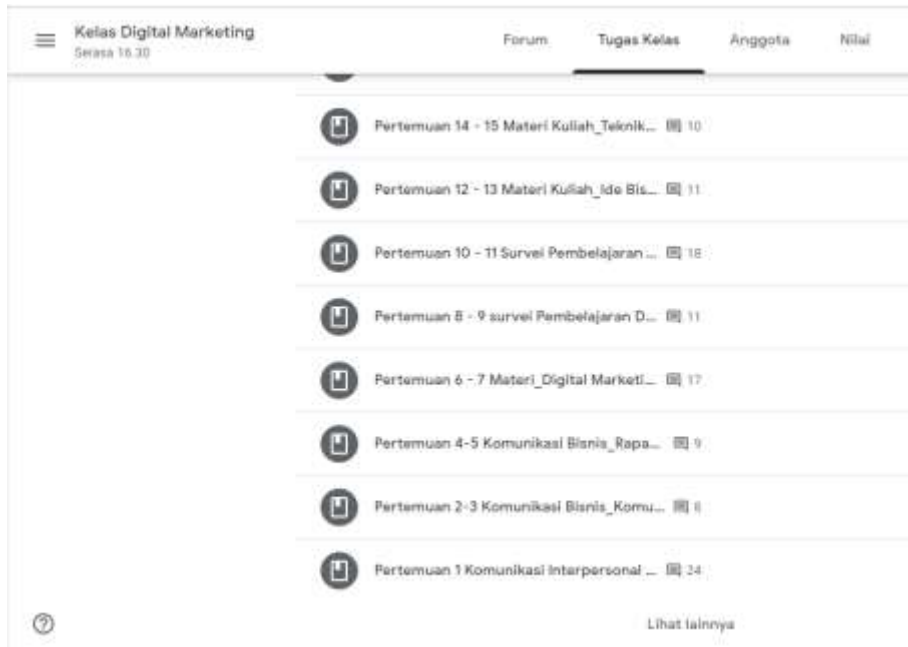 Kelas Digital Marketing
Serasa 16.30
Forum
Tugas Kelas
Anggota
Nilai
Pertemuan 14 - 15 Materi Kuliah_Teknik... 10
Pertemuan 12 - 13 Materi Kuliah_Ide Bis... 11
Pertemuan 10 - 11 Survei Pembelajaran ... 18
Pertemuan 8 - 9 survei Pembelajaran D... 11
Pertemuan 6 - 7 Materi_Digital Marketi... 17
Pertemuan 4-5 Komunikasi Bisnis_Rapa... 9
Pertemuan 2-3 Komunikasi Bisnis_Komu...
Pertemuan 1 Komunikasi Interpersonal ... 24
Lihat lainnya